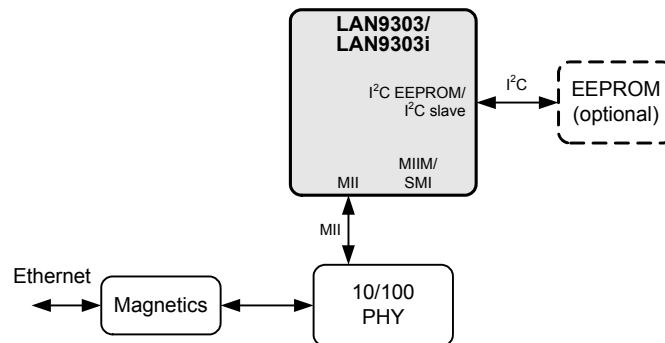 LAN9303/
LAN9303i
I²C EEPROM/
I²C slave
I²C
EEPROM
(optional)
MII
MIIM/
SMI
MII
Ethernet
Magnetics
10/100
PHY